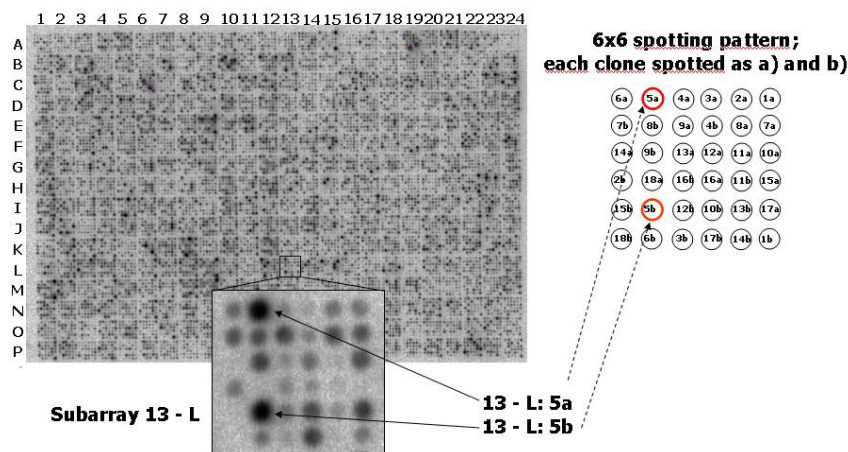 1 2 3 4 5 6 7 8 9 10 11 12 13 14 15 16 17 18 19 20 21 22 23 24
A
B
C
D
E
F
G
H
I
J
K
L
M
N
O
P
6x6 spotting pattern;
each clone spotted as a) and b)
6a 5a 4a 3a 2a 1a
7b 8b 9a 4b 8a 7a
14a 9b 13a 12a 11a 10a
2b 18a 16b 16a 11b 15a
15b 5b 12b 10b 13b 17a
18b 6b 3b 17b 14b 1b
13 - L: 5a
13 - L: 5b
Subarray 13 - L